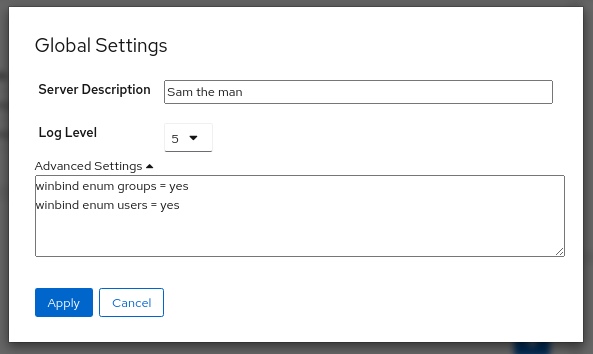 Global Settings
Server Description
Sam the man
Log Level
5
Advanced Settings
winbind enum groups = yes
winbind enum users = yes
Apply
Cancel